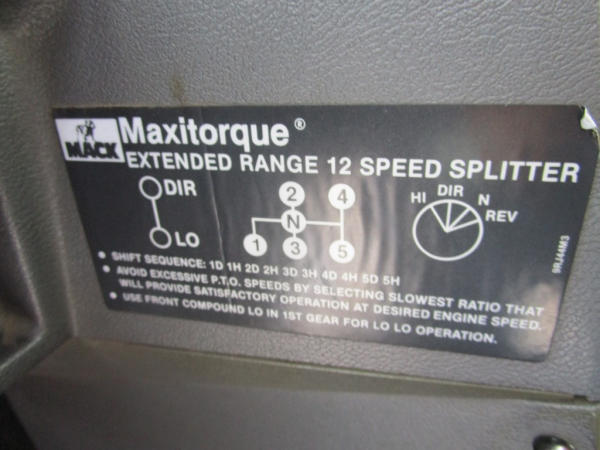 MACK
Maxitorque®
EXTENDED RANGE 12 SPEED SPLITTER
DIR
LO
2 4
N
1 3 5
HI DIR N REV
9RJ44M3
• SHIFT SEQUENCE: 1D 1H 2D 2H 3D 3H 4D 4H 5D 5H
• AVOID EXCESSIVE P.T.O. SPEEDS BY SELECTING SLOWEST RATIO THAT
WILL PROVIDE SATISFACTORY OPERATION AT DESIRED ENGINE SPEED.
• USE FRONT COMPOUND LO IN 1ST GEAR FOR LO LO OPERATION.